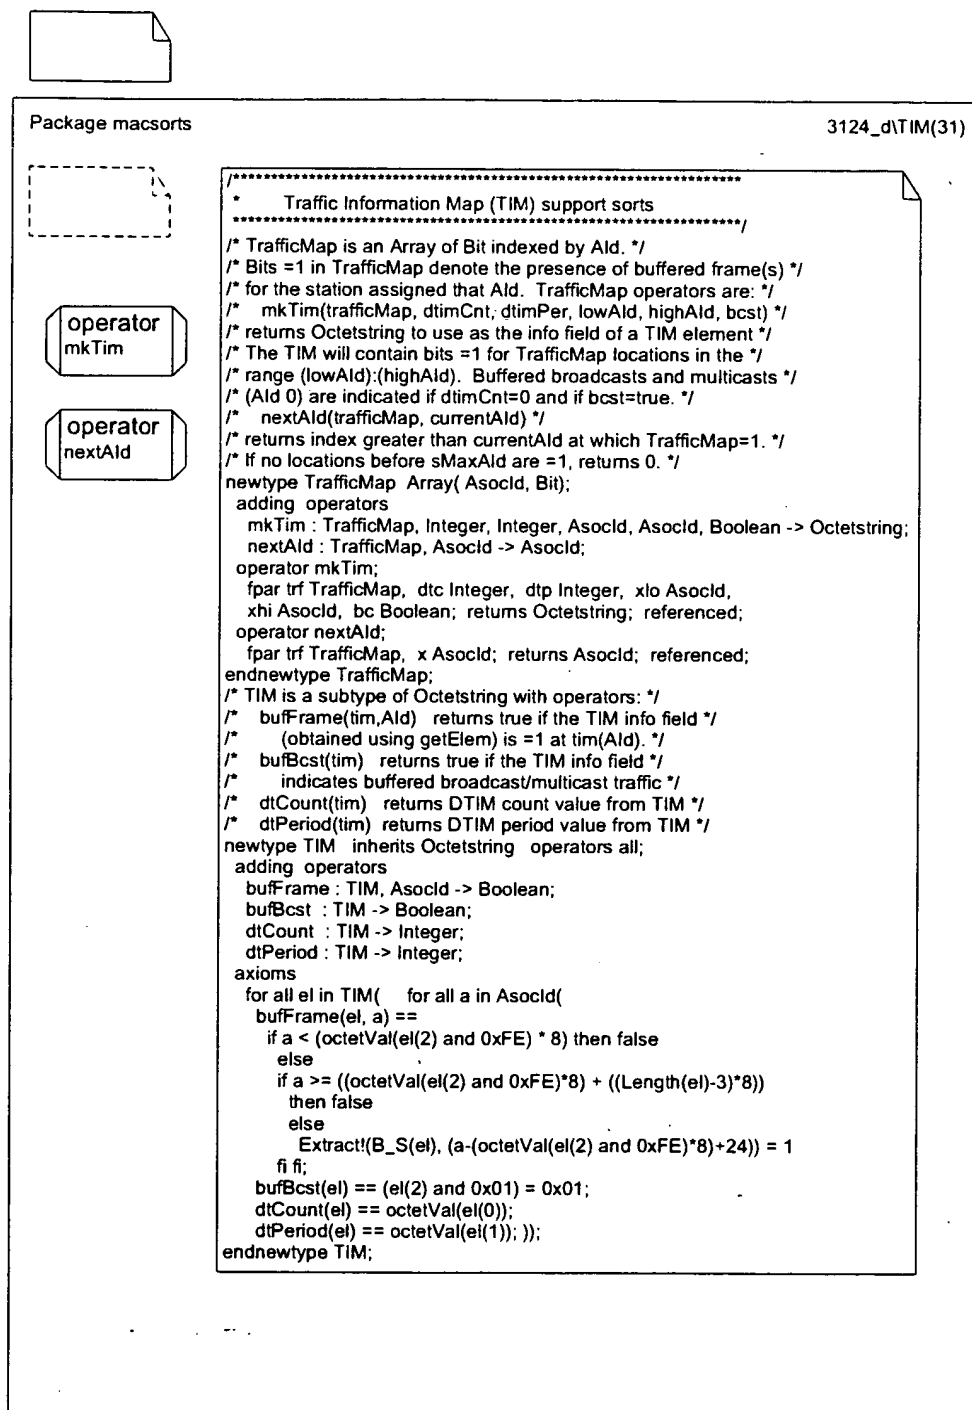 Package macsorts
3124_d\TIM(31)
operator
mkTim
operator
nextAId
/*******************************************************************
* Traffic Information Map (TIM) support sorts
*******************************************************************/
/* TrafficMap is an Array of Bit indexed by AId. */
/* Bits =1 in TrafficMap denote the presence of buffered frame(s) */
/* for the station assigned that AId. TrafficMap operators are: */
/* mkTim(trafficMap, dtimCnt, dtimPer, lowAId, highAId, bcst) */
/* returns Octetstring to use as the info field of a TIM element */
/* The TIM will contain bits =1 for TrafficMap locations in the */
/* range (lowAId):(highAId). Buffered broadcasts and multicasts */
/* (AId 0) are indicated if dtimCnt=0 and if bcst=true. */
/* nextAId(trafficMap, currentAId) */
/* returns index greater than currentAId at which TrafficMap=1. */
/* If no locations before sMaxAId are =1, returns 0. */
newtype TrafficMap Array( AsocId, Bit);
adding operators
mkTim : TrafficMap, Integer, Integer, AsocId, AsocId, Boolean -> Octetstring;
nextAId : TrafficMap, AsocId -> AsocId;
operator mkTim;
fpar trf TrafficMap, dtc Integer, dtp Integer, xlo AsocId,
xhi AsocId, bc Boolean; returns Octetstring; referenced;
operator nextAId;
fpar trf TrafficMap, x AsocId; returns AsocId; referenced;
endnewtype TrafficMap;
/* TIM is a subtype of Octetstring with operators: */
/* bufFrame(tim,AId) returns true if the TIM info field */
/* (obtained using getElem) is =1 at tim(AId). */
/* bufBcst(tim) returns true if the TIM info field */
/* indicates buffered broadcast/multicast traffic */
/* dtCount(tim) returns DTIM count value from TIM */
/* dtPeriod(tim) returns DTIM period value from TIM */
newtype TIM inherits Octetstring operators all;
adding operators
bufFrame : TIM, AsocId -> Boolean;
bufBcst : TIM -> Boolean;
dtCount : TIM -> Integer;
dtPeriod : TIM -> Integer;
axioms
for all el in TIM( for all a in AsocId(
bufFrame(el, a) ==
if a < (octetVal(el(2) and 0xFE) * 8) then false
else
if a >= ((octetVal(el(2) and 0xFE)*8) + ((Length(el)-3)*8))
then false
else
Extract!(B_S(el), (a-(octetVal(el(2) and 0xFE)*8)+24)) = 1
fi fi;
bufBcst(el) == (el(2) and 0x01) = 0x01;
dtCount(el) == octetVal(el(0));
dtPeriod(el) == octetVal(el(1)); ));
endnewtype TIM;